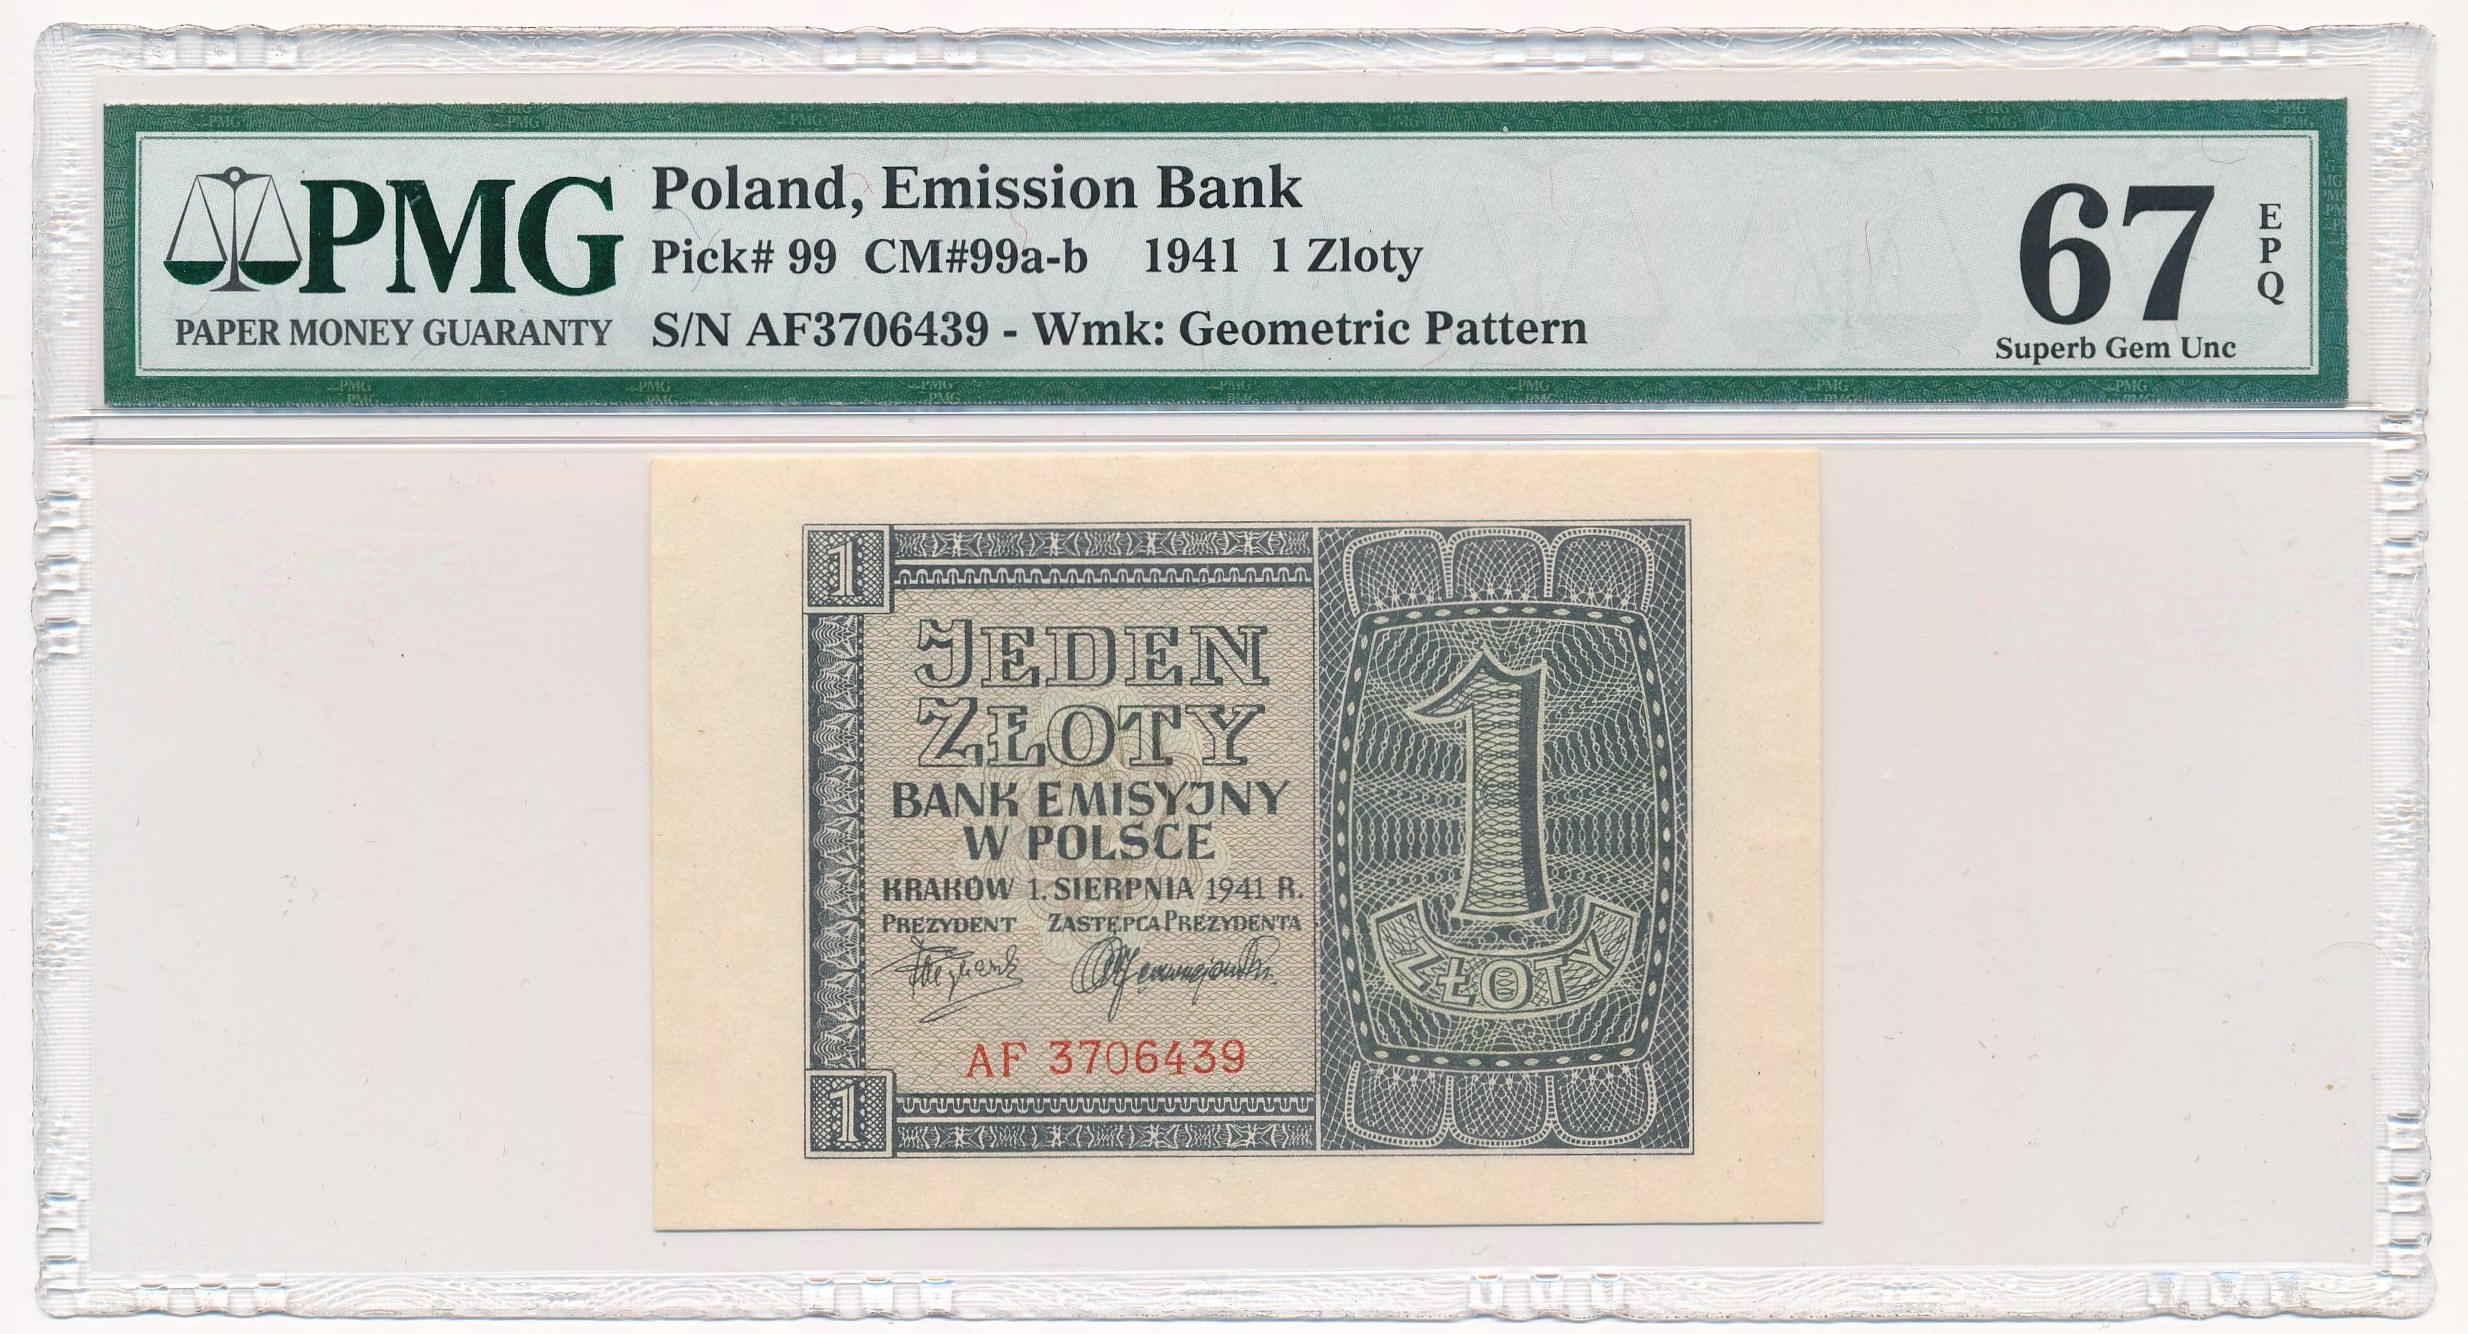 PMG
PAPER MONEY GUARANTY
Poland, Emission Bank
Pick# 99 CM#99a-b 1941 1 Zloty
S/N AF3706439 - Wmk: Geometric Pattern
67
EPQ
Superb Gem Unc
1
JEDEN
ZŁOTY
BANK EMISYJNY
W POLSCE
KRAKÓW 1. SIERPNIA 1941 R.
PREZYDENT ZASTĘPCA PREZYDENTA
AF 3706439
1
1
ZŁOTY